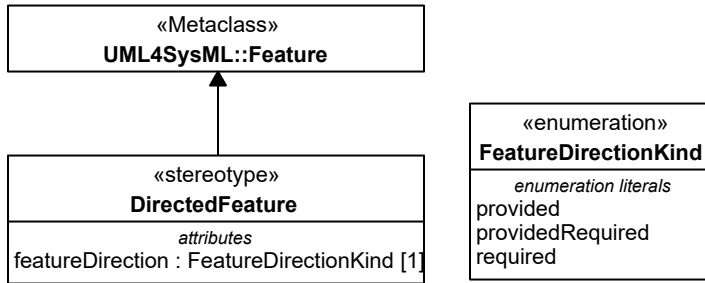 «Metaclass»
UML4SysML::Feature
«stereotype»
DirectedFeature
attributes
featureDirection : FeatureDirectionKind [1]
«enumeration»
FeatureDirectionKind
enumeration literals
provided
providedRequired
required